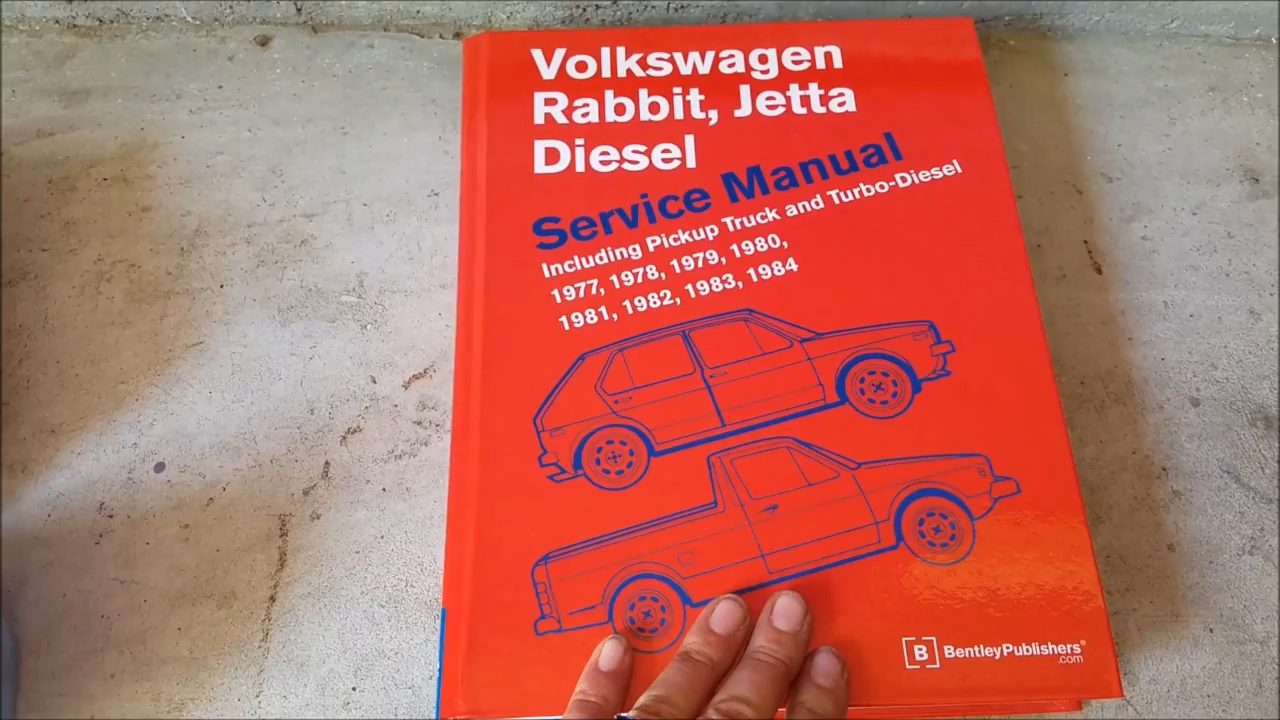 Volkswagen
Rabbit, Jetta
Diesel
Service Manual
Including Pickup Truck and Turbo-Diesel
1977, 1978, 1979, 1980,
1981, 1982, 1983, 1984
[B] BentleyPublishers®
.com